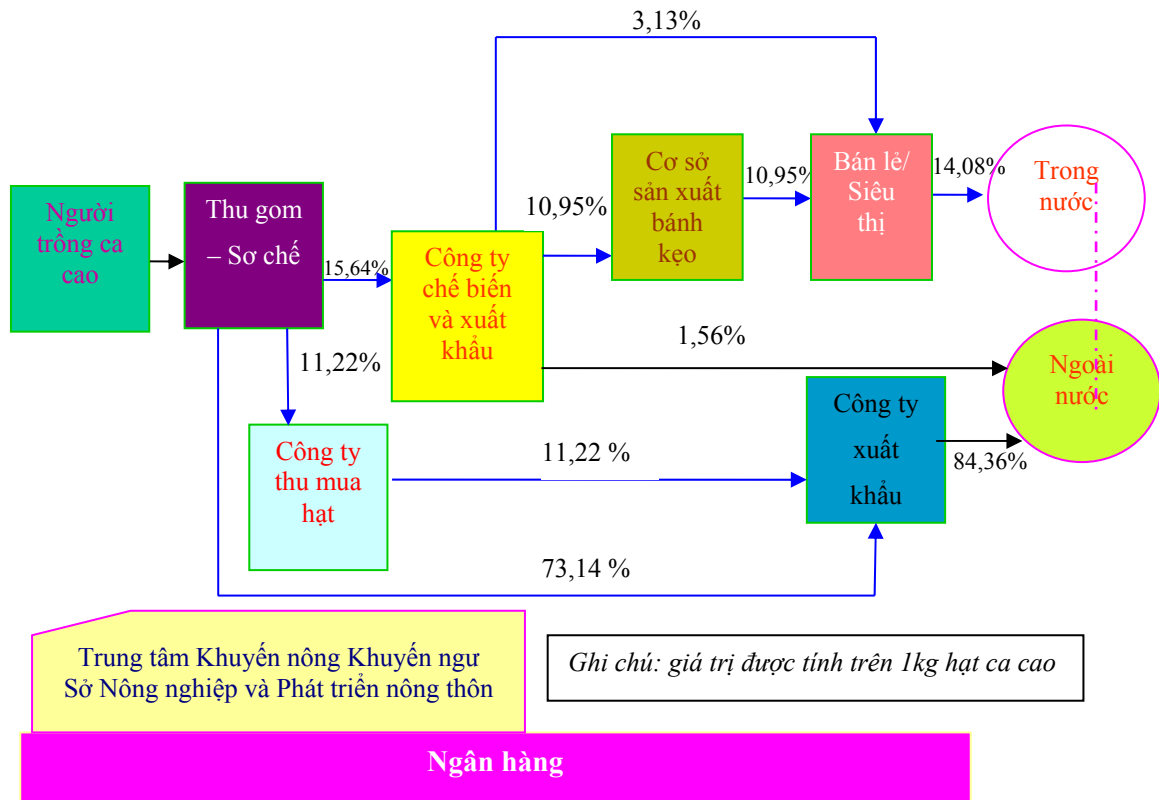 3,13%
Người
trồng ca
cao
Thu gom
– Sơ chế
15,64%
Công ty
chế biến
và xuất
khẩu
10,95%
Cơ sở
sản xuất
bánh
kẹo
10,95%
Bán lẻ/
Siêu
thị
14,08%
Trong
nước
11,22%
1,56%
Ngoài
nước
Công ty
thu mua
hạt
11,22 %
Công ty
xuất
khẩu
84,36%
73,14 %
Trung tâm Khuyến nông Khuyến ngư
Sở Nông nghiệp và Phát triển nông thôn
Ghi chú: giá trị được tính trên 1kg hạt ca cao
Ngân hàng